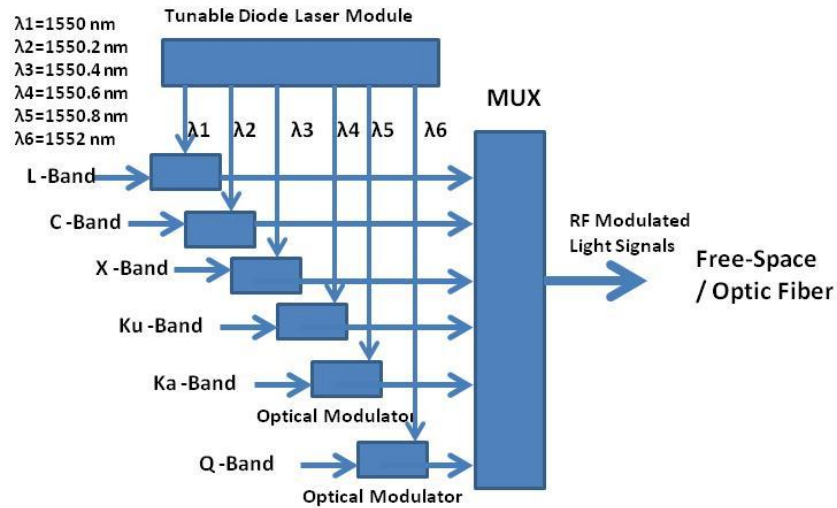 Tunable Diode Laser Module
λ1=1550 nm
λ2=1550.2 nm
λ3=1550.4 nm
λ4=1550.6 nm
λ5=1550.8 nm
λ6=1552 nm
λ1 λ2 λ3 λ4 λ5 λ6
MUX
L -Band
C -Band
X -Band
Ku -Band
Ka -Band
Optical Modulator
Q -Band
Optical Modulator
RF Modulated
Light Signals
Free-Space
/ Optic Fiber